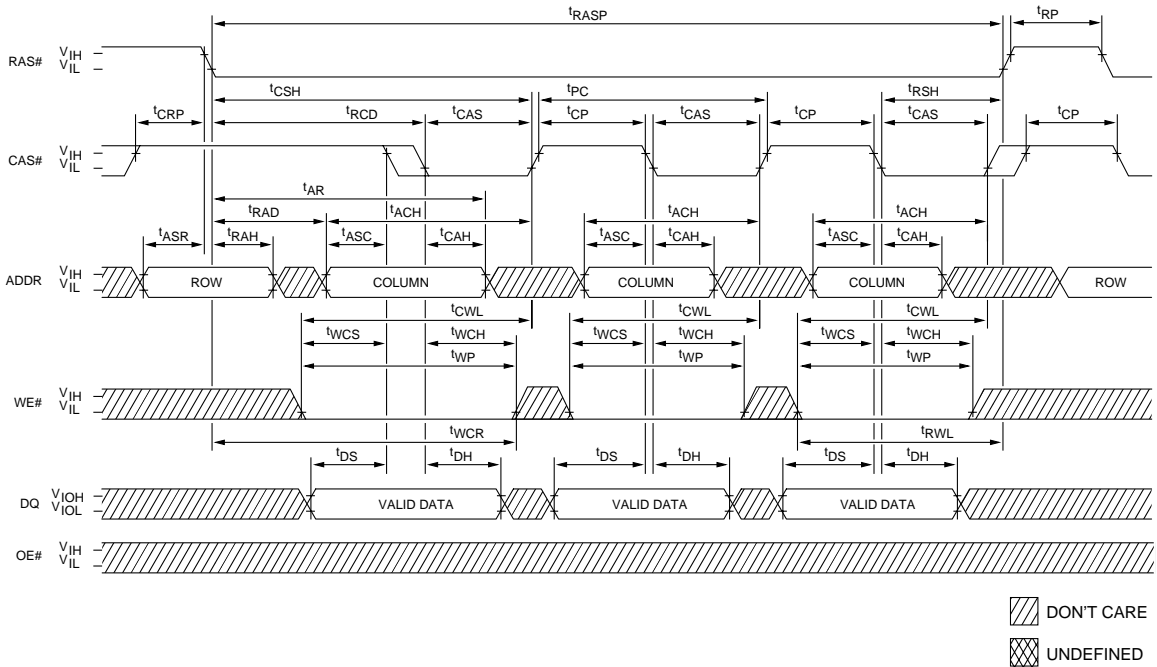 tRASP tRP
RAS# VIH VIL
tCSH tPC tRSH
tCRP tRCD tCAS tCP tCAS tCP tCAS tCP
CAS# VIH VIL
tAR
tRAD tACH tACH tACH
tASR tRAH tASC tCAH tASC tCAH tASC tCAH
ADDR VIH VIL ROW COLUMN COLUMN COLUMN ROW
tCWL tCWL tCWL
tWCS tWCH tWCS tWCH tWCS tWCH
tWP tWP tWP
WE# VIH VIL
tWCR tRWL
tDS tDH tDS tDH tDS tDH
DQ VIOH VIOL VALID DATA VALID DATA VALID DATA
OE# VIH VIL
DON'T CARE
UNDEFINED